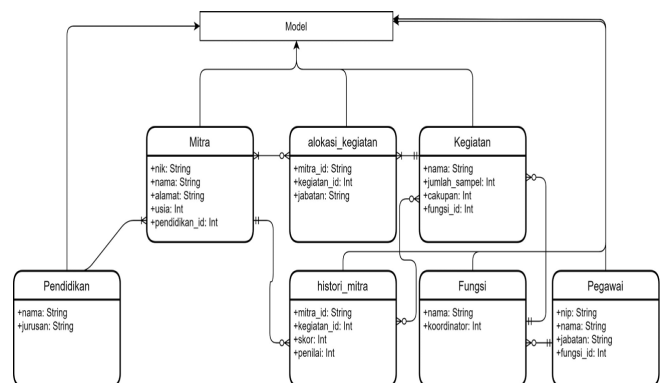 Model
Mitra
+nik: String
+nama: String
+alamat: String
+usia: Int
+pendidikan_id: Int
alokasi_kegiatan
+mitra_id: String
+kegiatan_id: Int
+jabatan: String
Kegiatan
+nama: String
+jumlah_sampel: Int
+cakupan: Int
+fungsi_id: Int
Pendidikan
+nama: String
+jurusan: String
histori_mitra
+mitra_id: String
+kegiatan_id: Int
+skor: Int
+penilai: Int
Fungsi
+nama: String
+koordinator: Int
Pegawai
+nip: String
+nama: String
+jabatan: String
+fungsi_id: Int